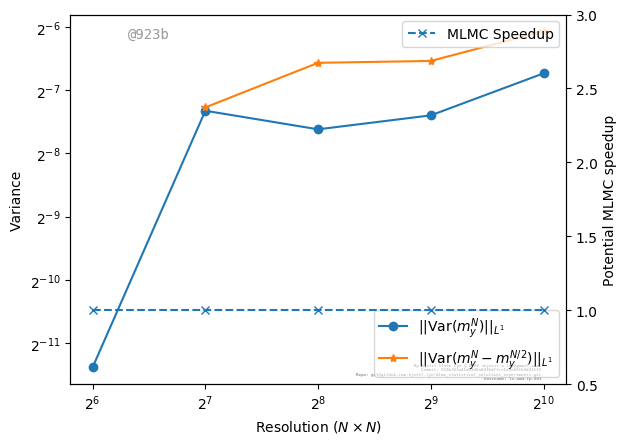 @923b
MLMC Speedup
2^{-6}
2^{-7}
2^{-8}
2^{-9}
2^{-10}
2^{-11}
Variance
3.0
2.5
2.0
1.5
1.0
0.5
Potential MLMC speedup
||Var(m_y^N)||_{L^1}
||Var(m_y^N − m_y^{N/2})||_{L^1}
2^6
2^7
2^8
2^9
2^{10}
Resolution (N × N)